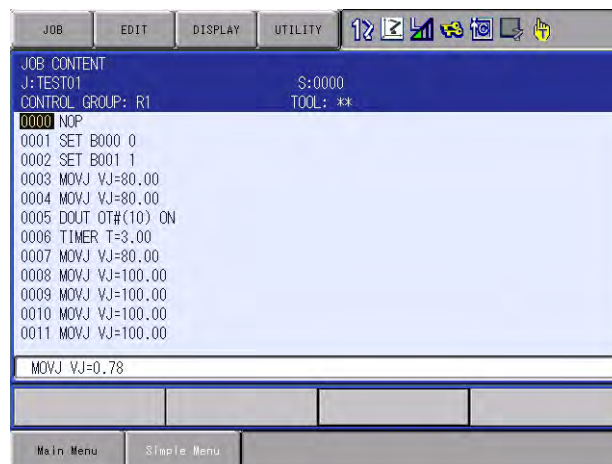 JOB EDIT DISPLAY UTILITY
JOB CONTENT
J:TEST01 S:0000
CONTROL GROUP: R1 TOOL: **
0000 NOP
0001 SET B000 0
0002 SET B001 1
0003 MOVJ VJ=80.00
0004 MOVJ VJ=80.00
0005 DOUT OT#(10) ON
0006 TIMER T=3.00
0007 MOVJ VJ=80.00
0008 MOVJ VJ=100.00
0009 MOVJ VJ=100.00
0010 MOVJ VJ=100.00
0011 MOVJ VJ=100.00
MOVJ VJ=0.78
Main Menu Simple Menu